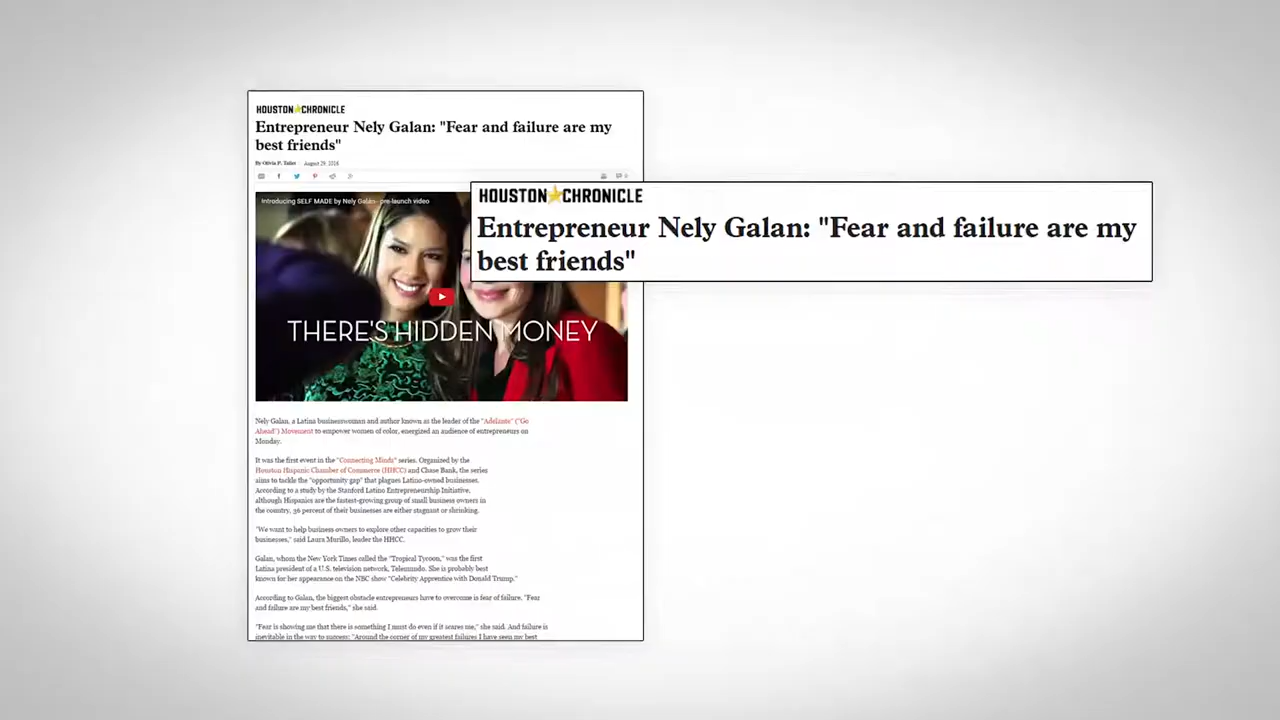 HOUSTON CHRONICLE
Entrepreneur Nely Galan: "Fear and failure are my
best friends"
By Olivia P. Tallet August 29, 2016
Introducing SELF MADE by Nely Galán- pre-launch video
THERE'S HIDDEN MONEY
HOUSTON CHRONICLE
Entrepreneur Nely Galan: "Fear and failure are my
best friends"
Nely Galan, a Latina businesswoman and author known as the leader of the "Adelante" ("Go
Ahead") Movement to empower women of color, energized an audience of entrepreneurs on
Monday.
It was the first event in the "Connecting Minds" series. Organized by the
Houston Hispanic Chamber of Commerce (HHCC) and Chase Bank, the series
aims to tackle the "opportunity gap" that plagues Latino-owned businesses.
According to a study by the Stanford Latino Entrepreneurship Initiative,
although Hispanics are the fastest-growing group of small business owners in
the country, 36 percent of their businesses are either stagnant or shrinking.
"We want to help business owners to explore other capacities to grow their
businesses," said Laura Murillo, leader the HHCC.
Galan, whom the New York Times called the "Tropical Tycoon," was the first
Latina president of a U.S. television network, Telemundo. She is probably best
known for her appearance on the NBC show "Celebrity Apprentice with Donald Trump."
According to Galan, the biggest obstacle entrepreneurs have to overcome is fear of failure. "Fear
and failure are my best friends," she said.
"Fear is showing me that there is something I must do even if it scares me," she said. And failure is
inevitable in the way to success: "Around the corner of my greatest failures I have seen my best